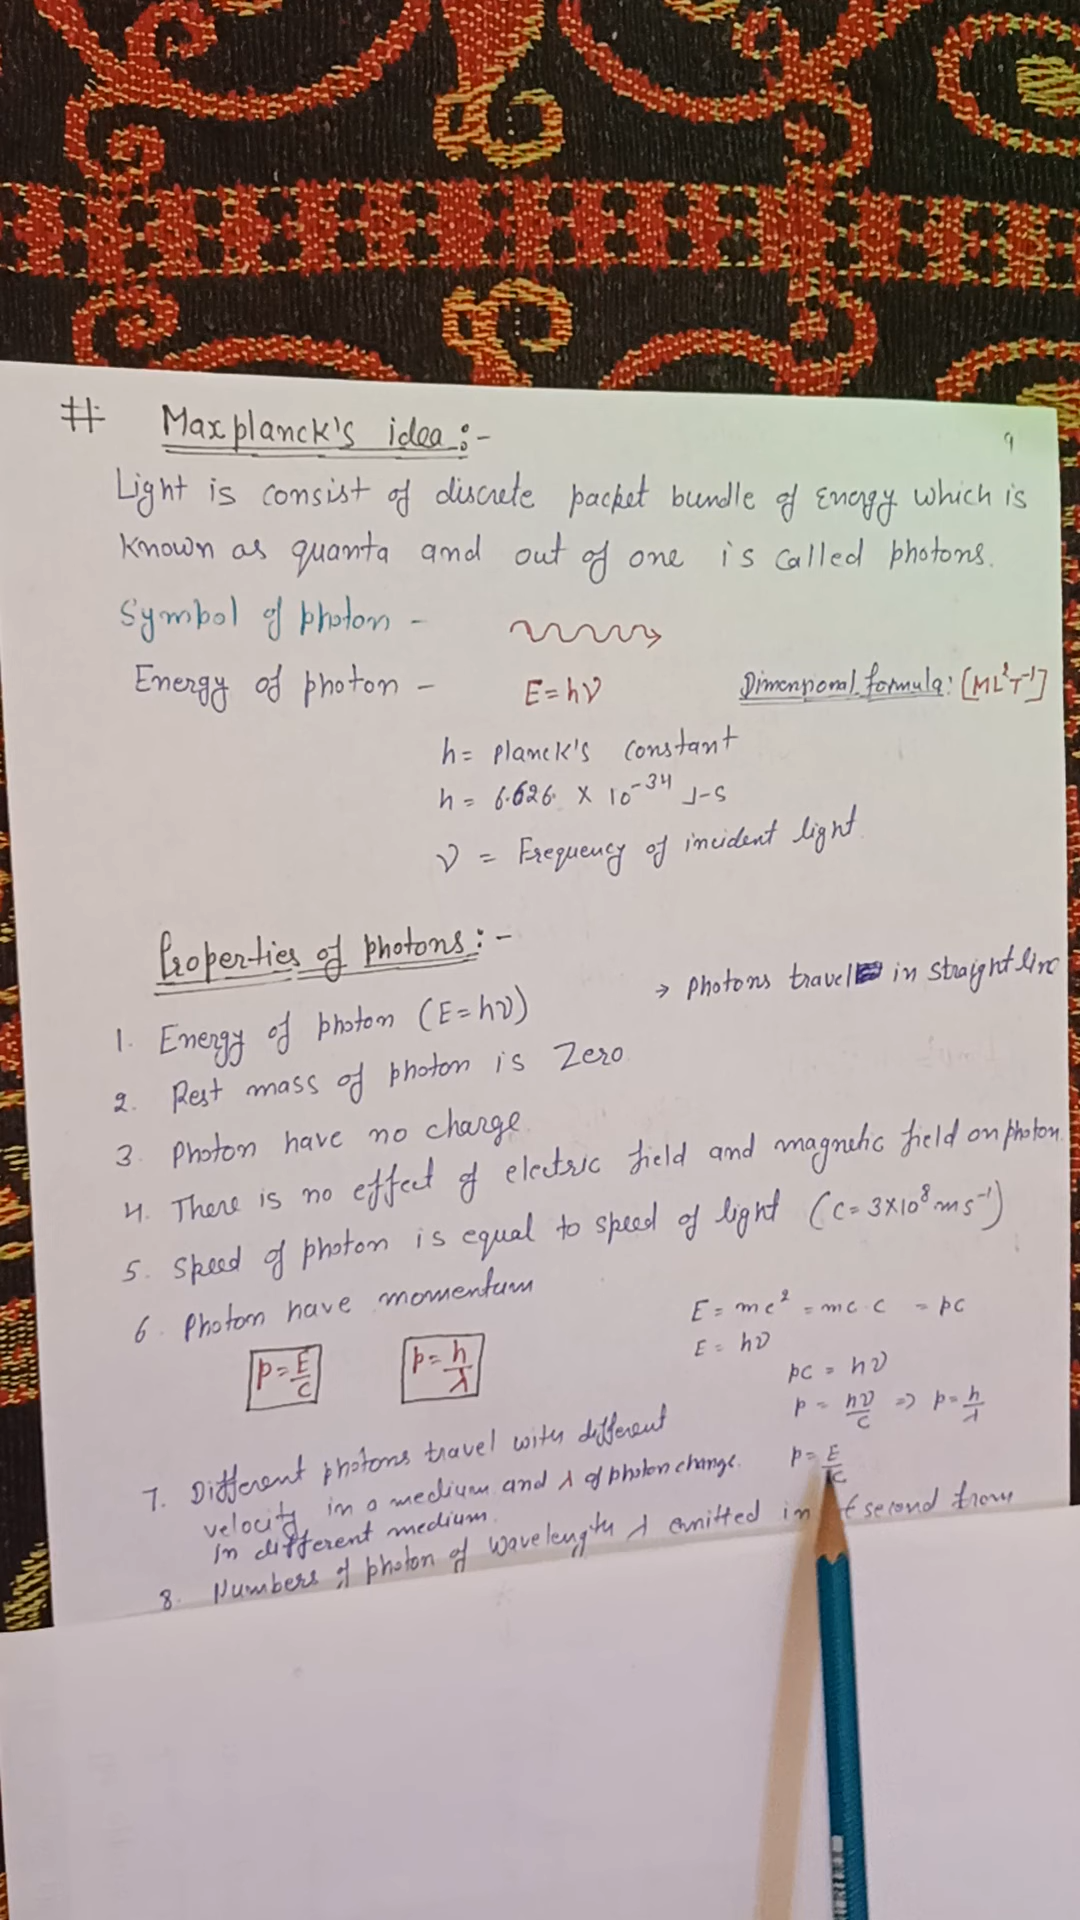 # Maxplanck's idea :-
9
Light is consist of discrete packet bundle of Energy which is
known as quanta and out of one is called photons.
Symbol of photon -
Energy of photon - E = hν Dimensional formula: [ML²T⁻¹]
h = planck's constant
h = 6.626 × 10⁻³⁴ J-S
ν = Frequency of incident light
Properties of photons :-
→ Photons travel in straight line
1. Energy of photon (E = hν)
2. Rest mass of photon is Zero.
3. Photon have no charge.
4. There is no effect of electric field and magnetic field on photon.
5. Speed of photon is equal to speed of light (C = 3×10⁸ ms⁻¹)
6. Photon have momentum
p = E/C p = h/λ
E = mc² = mc·c = pc
E = hν
pc = hν
p = hν/c ⇒ p = h/λ
p = E/C
7. Different photons travel with different
velocity in a medium and λ of photon change.
In different medium.
8. Numbers of photon of wavelength λ emitted in t second from